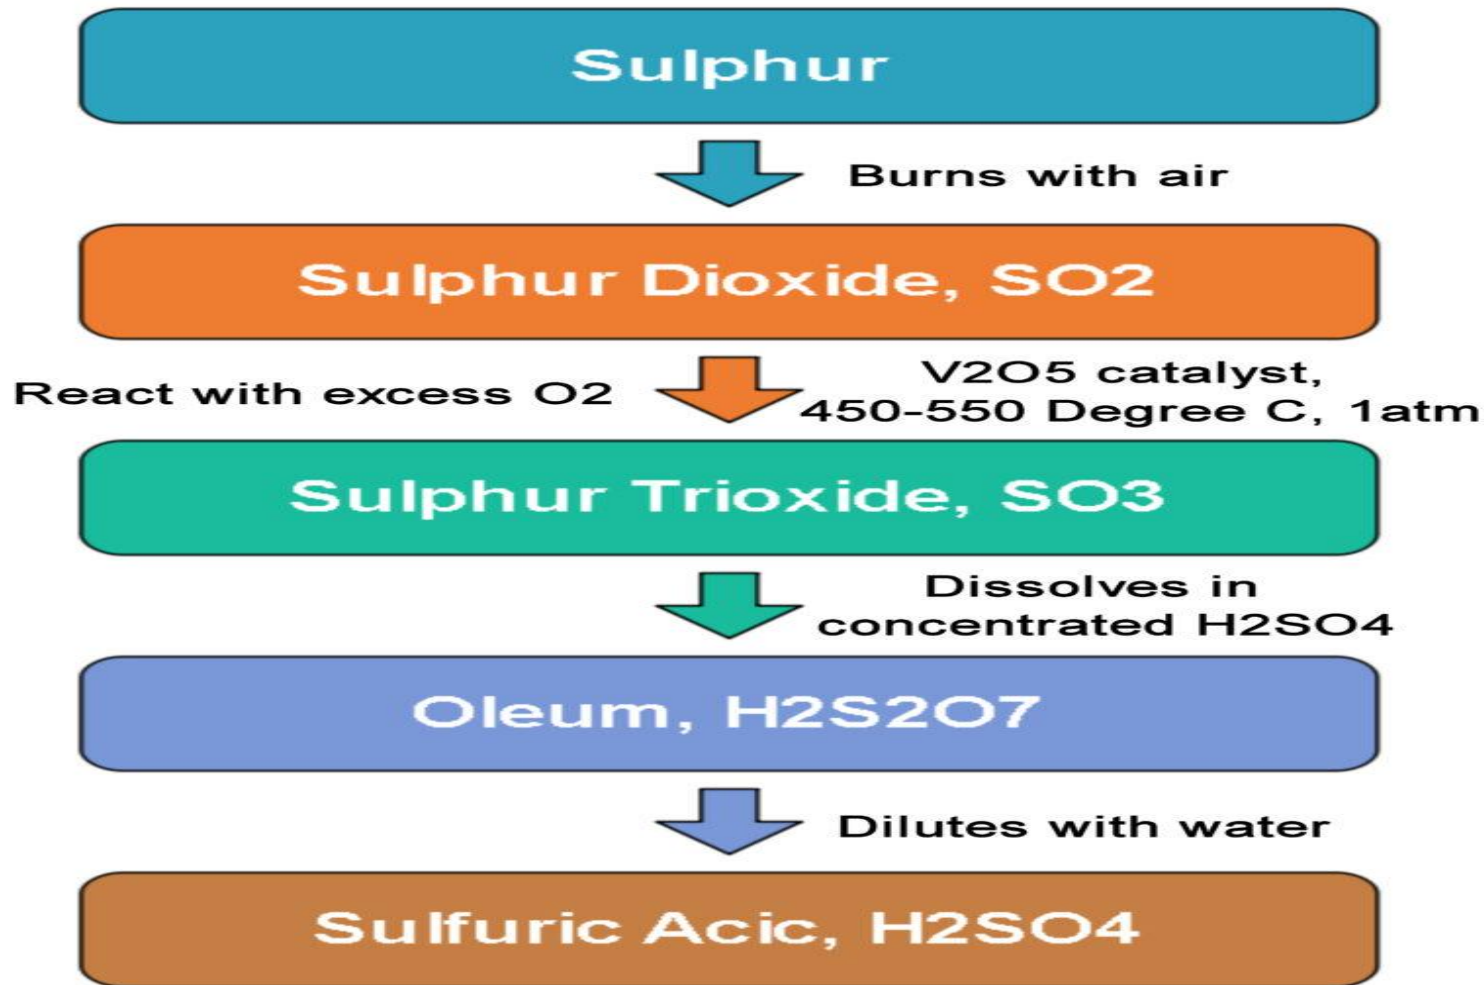 Sulphur
Burns with air
Sulphur Dioxide, SO2
React with excess O2
V2O5 catalyst,
450-550 Degree C, 1atm
Sulphur Trioxide, SO3
Dissolves in
concentrated H2SO4
Oleum, H2S2O7
Dilutes with water
Sulfuric Acic, H2SO4